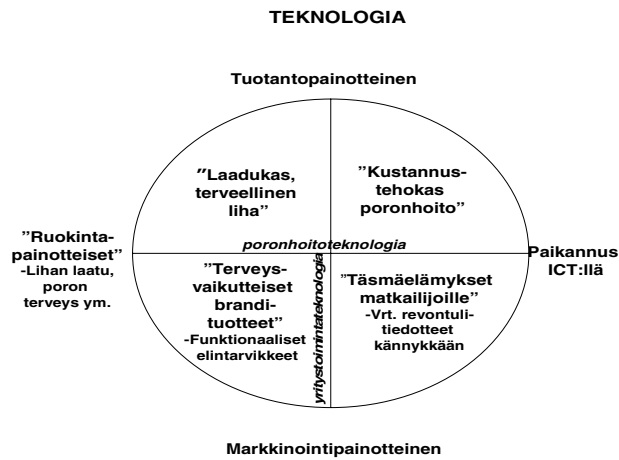 TEKNOLOGIA
Tuotantopainotteinen
”Laadukas,
terveellinen
liha”
”Kustannus-
tehokas
poronhoito”
”Ruokinta-
painotteiset”
-Lihan laatu,
poron
terveys ym.
poronhoitoteknologia
Paikannus
ICT:llä
”Terveys-
vaikutteiset
brandi-
tuotteet”
-Funktionaaliset
elintarvikkeet
yritystoimintateknologia
”Täsmäelämykset
matkailijoille”
-Vrt. revontuli-
tiedotteet
kännykkään
Markkinointipainotteinen